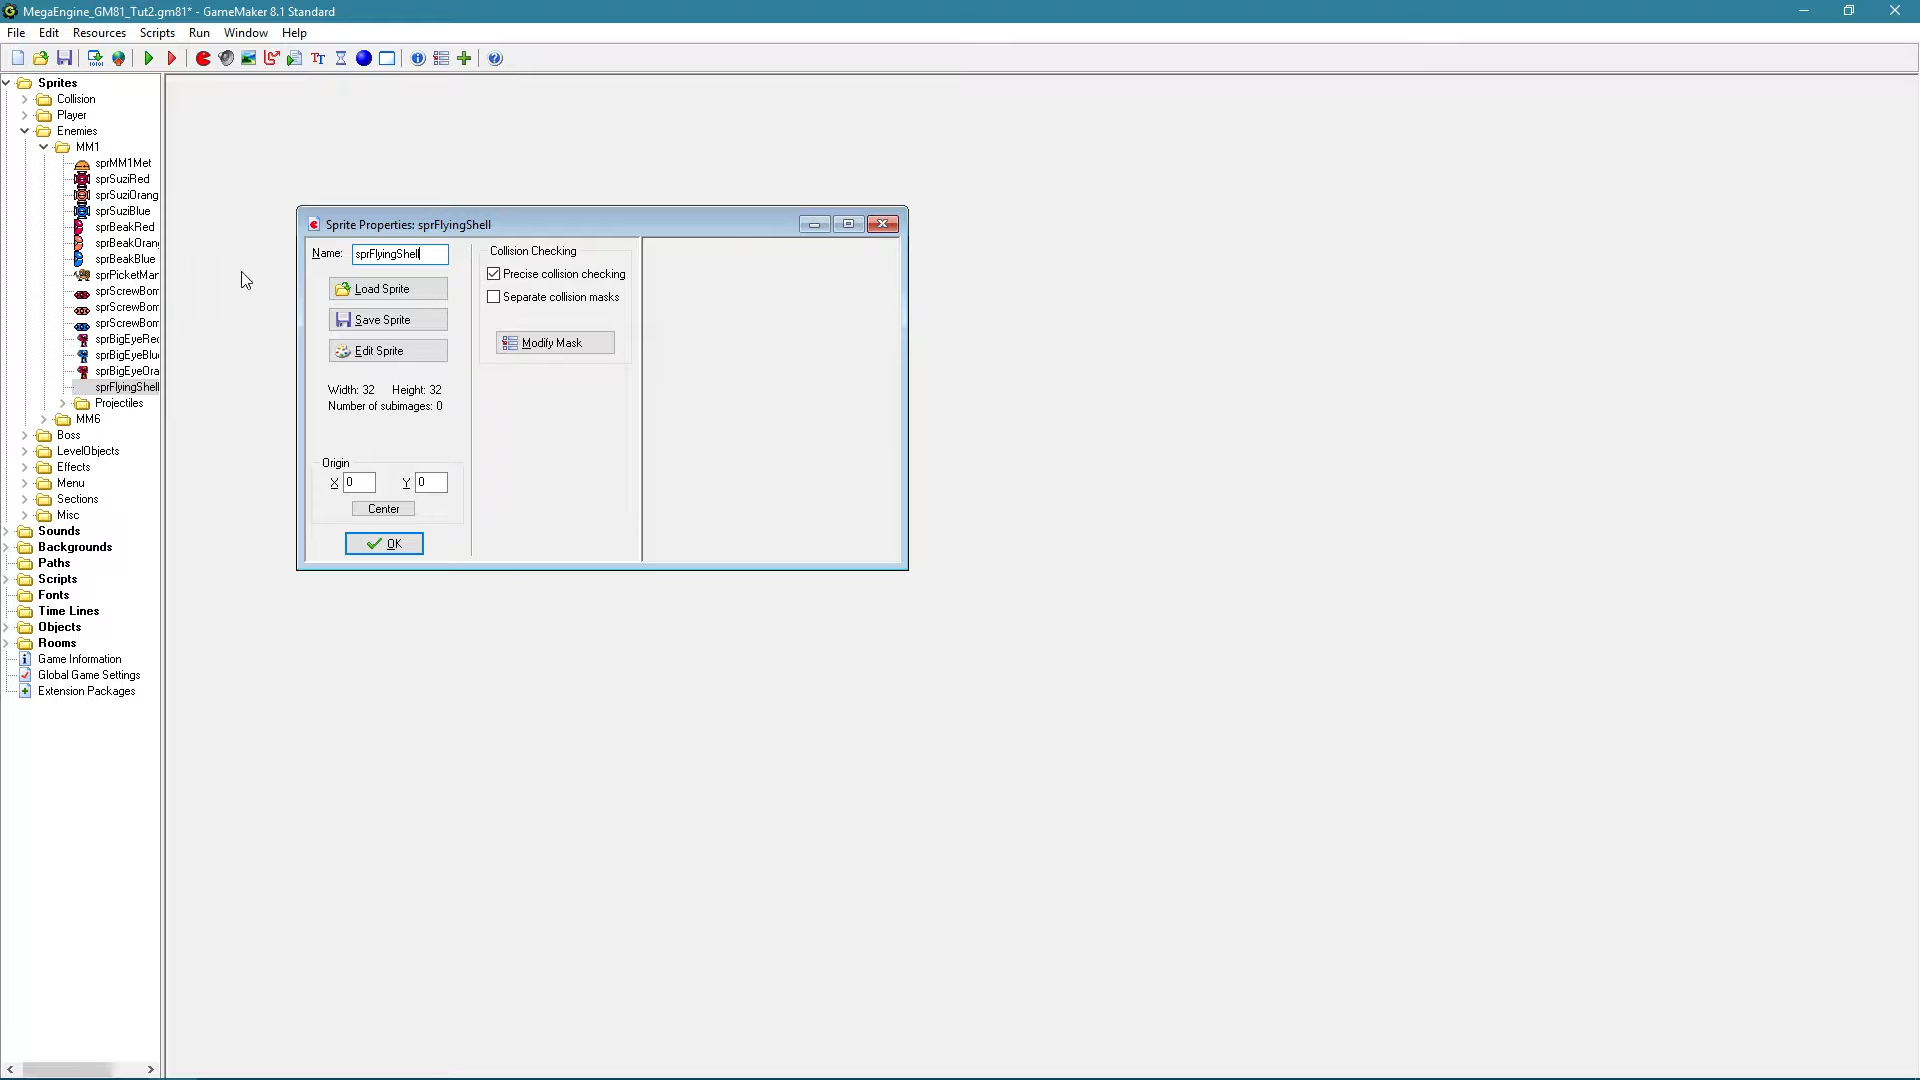 MegaEngine_GM81_Tut2.gm81* - GameMaker 8.1 Standard
File Edit Resources Scripts Run Window Help
Sprites
Collision
Player
Enemies
MM1
sprMM1Met
sprSuziRed
sprSuziOrang
sprSuziBlue
sprBeakRed
sprBeakOran
sprBeakBlue
sprPicketMar
sprScrewBom
sprScrewBom
sprScrewBom
sprBigEyeRec
sprBigEyeBlu
sprBigEyeOra
sprFlyingShell
Projectiles
MM6
Boss
LevelObjects
Effects
Menu
Sections
Misc
Sounds
Backgrounds
Paths
Scripts
Fonts
Time Lines
Objects
Rooms
Game Information
Global Game Settings
Extension Packages
Sprite Properties: sprFlyingShell
Name: sprFlyingShell
Load Sprite
Save Sprite
Edit Sprite
Width: 32 Height: 32
Number of subimages: 0
Origin
X 0 Y 0
Center
OK
Collision Checking
Precise collision checking
Separate collision masks
Modify Mask